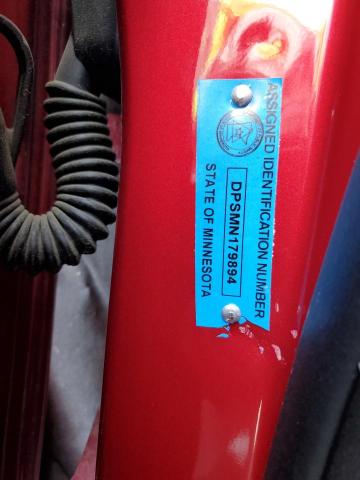 ASSIGNED IDENTIFICATION NUMBER
DPSMN179894
STATE OF MINNESOTA